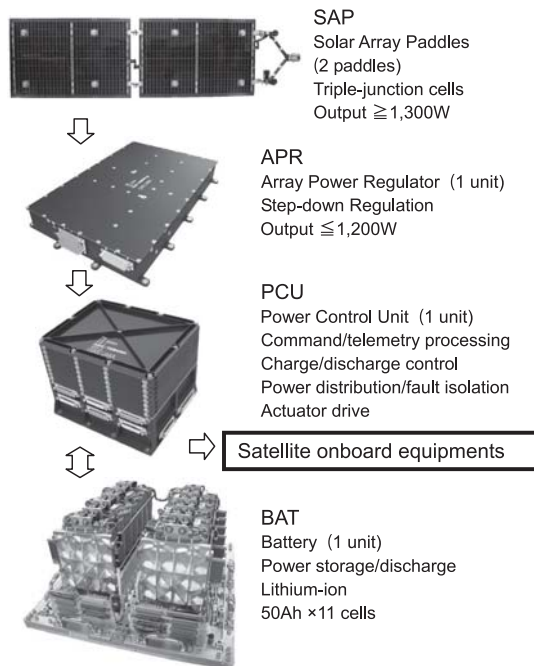 SAP
Solar Array Paddles
(2 paddles)
Triple-junction cells
Output ≧1,300W
APR
Array Power Regulator (1 unit)
Step-down Regulation
Output ≦1,200W
PCU
Power Control Unit (1 unit)
Command/telemetry processing
Charge/discharge control
Power distribution/fault isolation
Actuator drive
Satellite onboard equipments
BAT
Battery (1 unit)
Power storage/discharge
Lithium-ion
50Ah ×11 cells